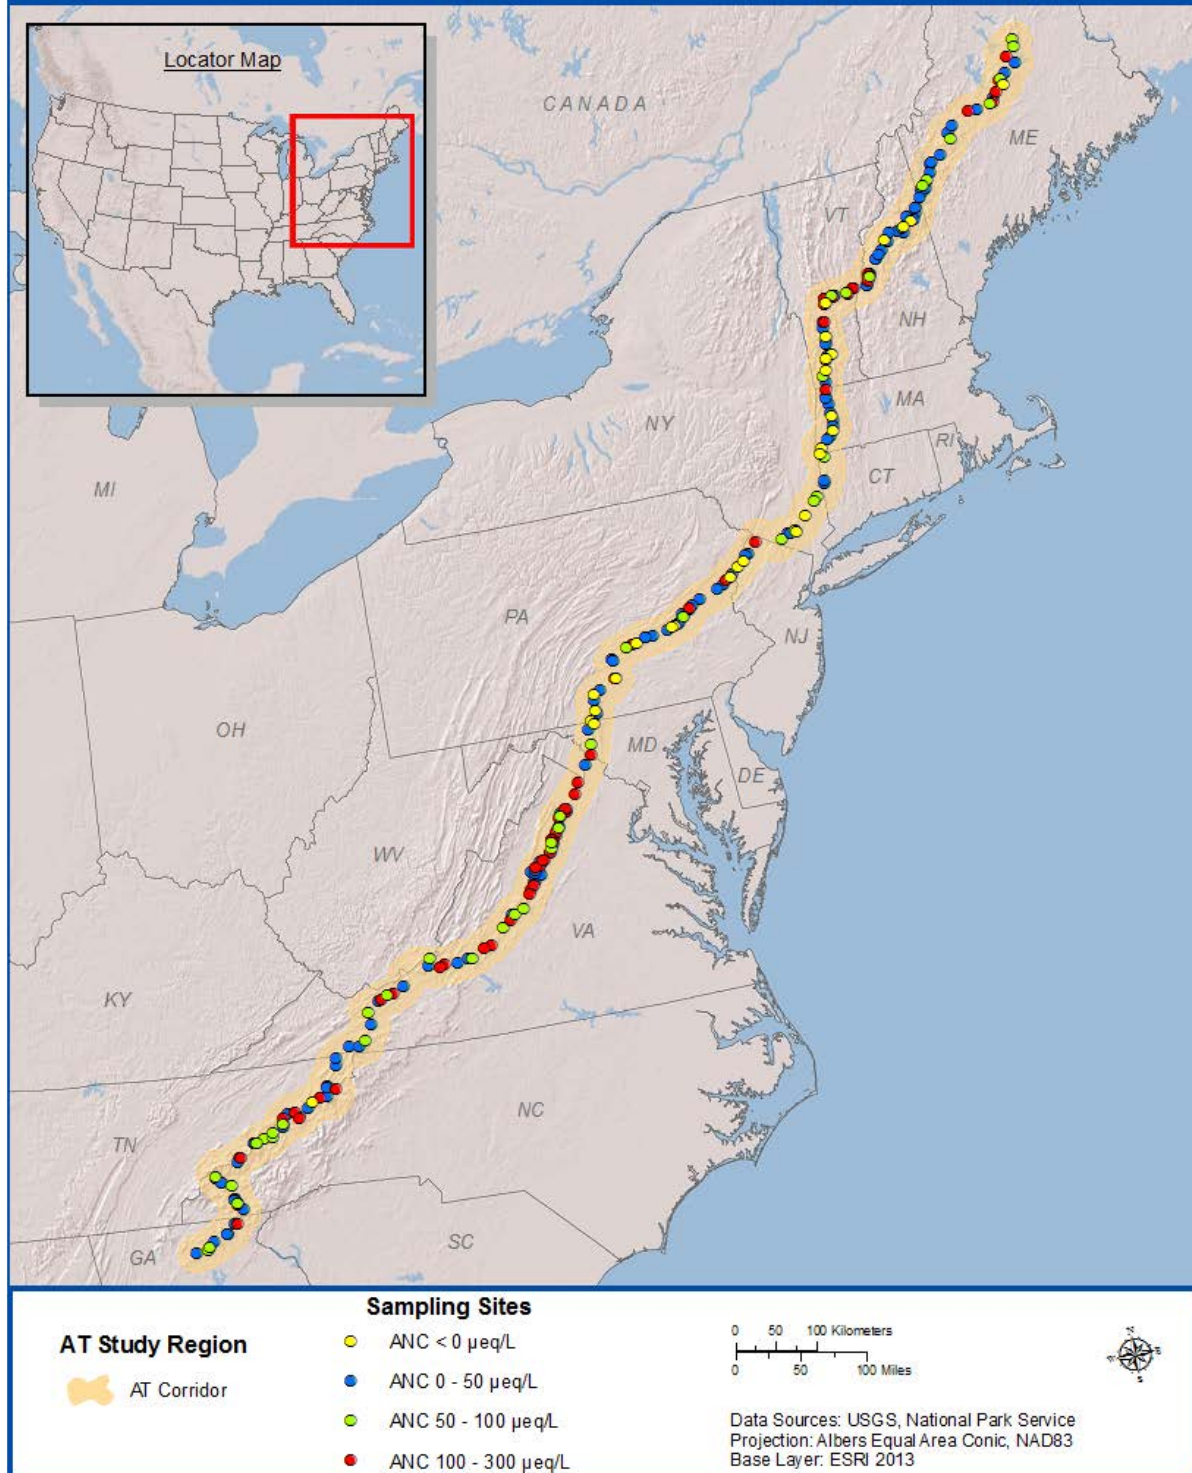 Locator Map
CANADA
ME
VT
NH
NY
MA
RI
CT
MI
PA
NJ
OH
MD
DE
WV
VA
KY
NC
TN
SC
GA
Sampling Sites
AT Study Region
AT Corridor
ANC < 0 µeq/L
ANC 0 - 50 µeq/L
ANC 50 - 100 µeq/L
ANC 100 - 300 µeq/L
0 50 100 Kilometers
0 50 100 Miles
Data Sources: USGS, National Park Service
Projection: Albers Equal Area Conic, NAD83
Base Layer: ESRI 2013